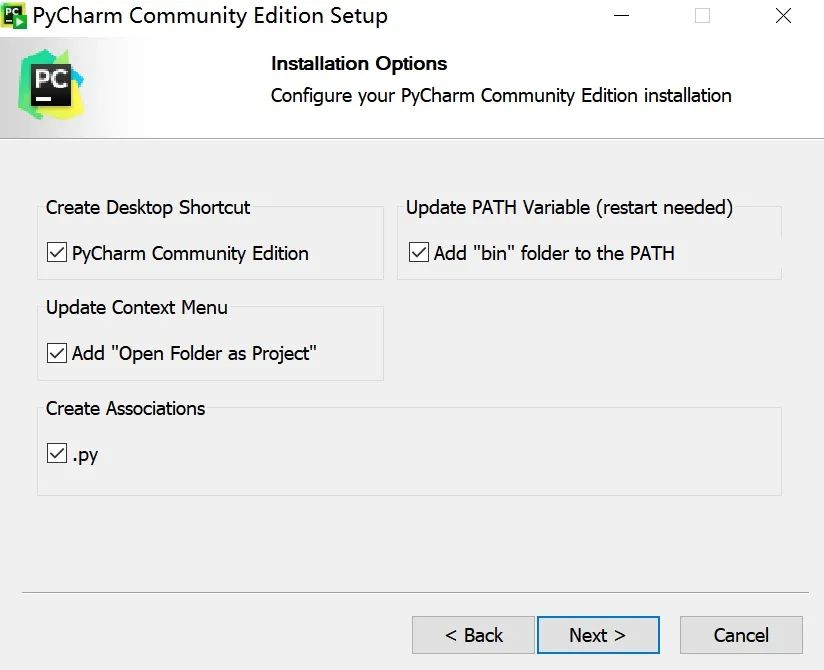 PyCharm Community Edition Setup
PC
Installation Options
Configure your PyCharm Community Edition installation
Create Desktop Shortcut
PyCharm Community Edition
Update PATH Variable (restart needed)
Add "bin" folder to the PATH
Update Context Menu
Add "Open Folder as Project"
Create Associations
.py
< Back
Next >
Cancel